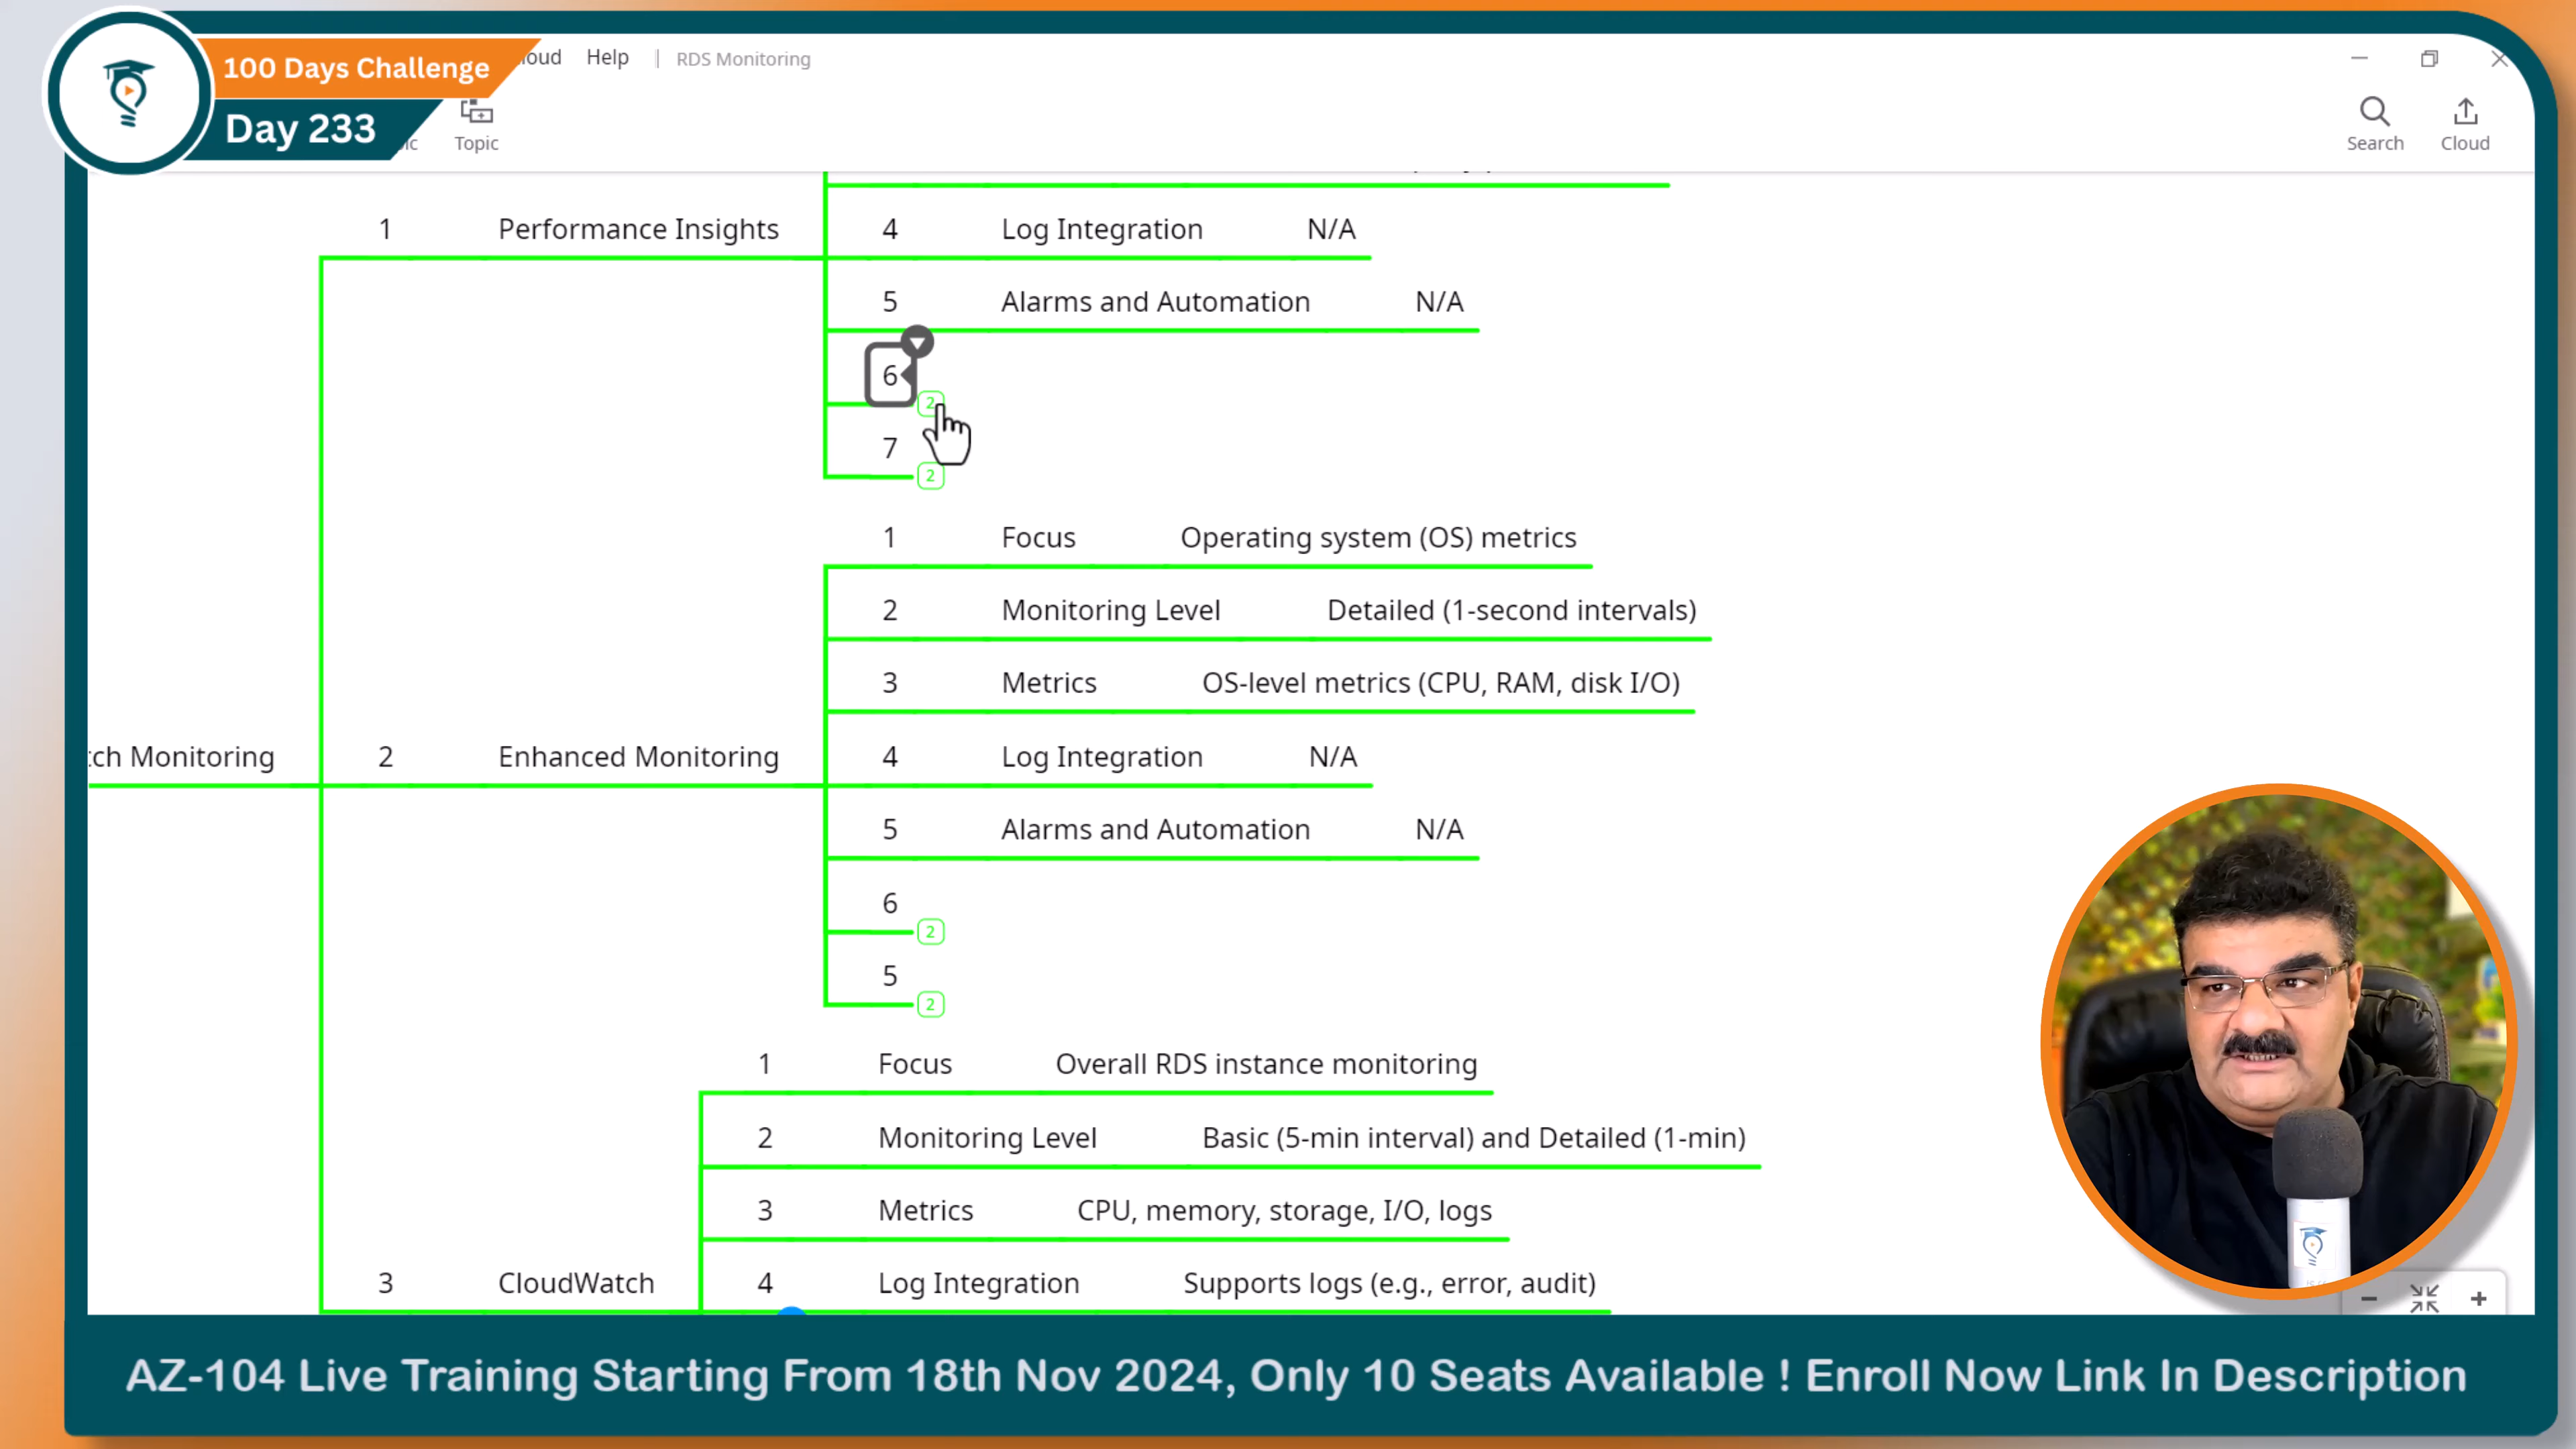 100 Days Challenge
Day 233
Help | RDS Monitoring
Topic
Search
Cloud
1 Performance Insights
4 Log Integration N/A
5 Alarms and Automation N/A
6
2
7
2
1 Focus Operating system (OS) metrics
2 Monitoring Level Detailed (1-second intervals)
3 Metrics OS-level metrics (CPU, RAM, disk I/O)
ch Monitoring 2 Enhanced Monitoring 4 Log Integration N/A
5 Alarms and Automation N/A
6
2
5
2
1 Focus Overall RDS instance monitoring
2 Monitoring Level Basic (5-min interval) and Detailed (1-min)
3 Metrics CPU, memory, storage, I/O, logs
3 CloudWatch 4 Log Integration Supports logs (e.g., error, audit)
AZ-104 Live Training Starting From 18th Nov 2024, Only 10 Seats Available ! Enroll Now Link In Description